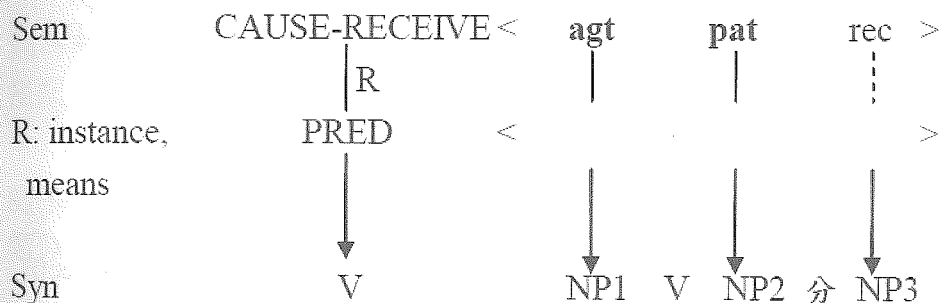 Sem CAUSE-RECEIVE < agt pat rec >
R
R: instance, PRED < >
means
Syn V NP1 V NP2 分 NP3